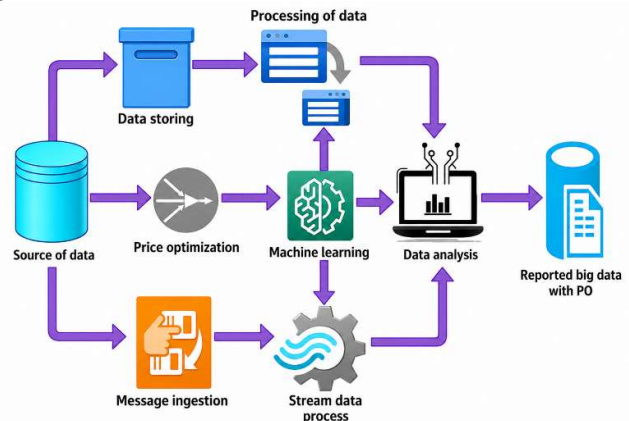 Processing of data
Data storing
Source of data
Price optimization
Machine learning
Data analysis
Reported big data
with PO
Message ingestion
Stream data
process